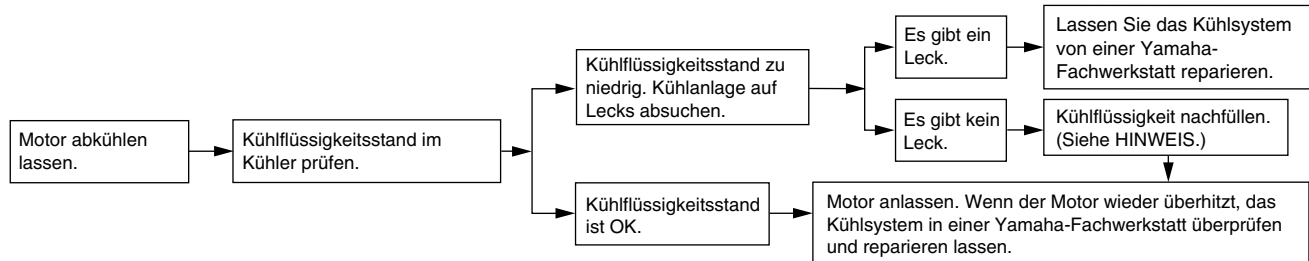 Motor abkühlen
lassen.
Kühlflüssigkeitsstand im
Kühler prüfen.
Kühlflüssigkeitsstand zu
niedrig. Kühlanlage auf
Lecks absuchen.
Es gibt ein
Leck.
Lassen Sie das Kühlsystem
von einer Yamaha-
Fachwerkstatt reparieren.
Es gibt kein
Leck.
Kühlflüssigkeit nachfüllen.
(Siehe HINWEIS.)
Kühlflüssigkeitsstand
ist OK.
Motor anlassen. Wenn der Motor wieder überhitzt, das
Kühlsystem in einer Yamaha-Fachwerkstatt überprüfen
und reparieren lassen.